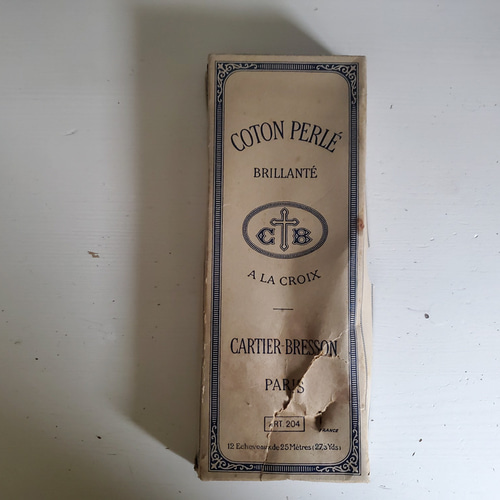 COTON PERLÉ
BRILLANTÉ
C B
A LA CROIX
CARTIER-BRESSON
PARIS
ART 204
FRANCE
12 Echeveaux de 25 Mètres (27,3 Yds)